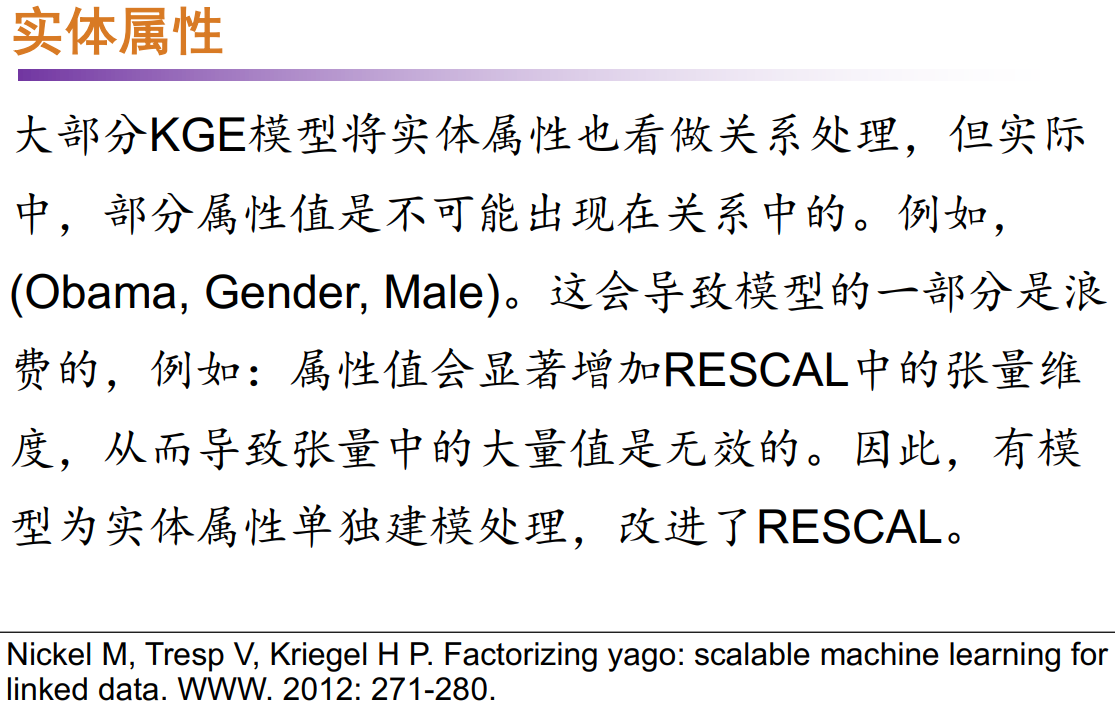 实体属性
大部分KGE模型将实体属性也看做关系处理，但实际
中，部分属性值是不可能出现在关系中的。例如，
(Obama, Gender, Male)。这会导致模型的一部分是浪
费的，例如：属性值会显著增加RESCAL中的张量维
度，从而导致张量中的大量值是无效的。因此，有模
型为实体属性单独建模处理，改进了RESCAL。
Nickel M, Tresp V, Kriegel H P. Factorizing yago: scalable machine learning for
linked data. WWW. 2012: 271-280.